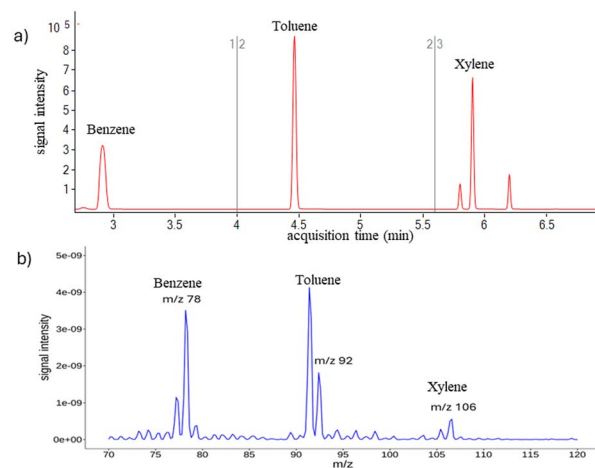 a)
10 5
Toluene
1 2
2 3
Xylene
Benzene
signal intensity
8
7
6
5
4
3
2
1
3
3.5
4
4.5
5
5.5
6
6.5
acquisition time (min)
b)
5e-09
4e-09
3e-09
2e-09
1e-09
0e+00
signal intensity
Benzene
m/z 78
Toluene
m/z 92
Xylene
m/z 106
70
75
80
85
90
95
100
105
110
115
120
m/z